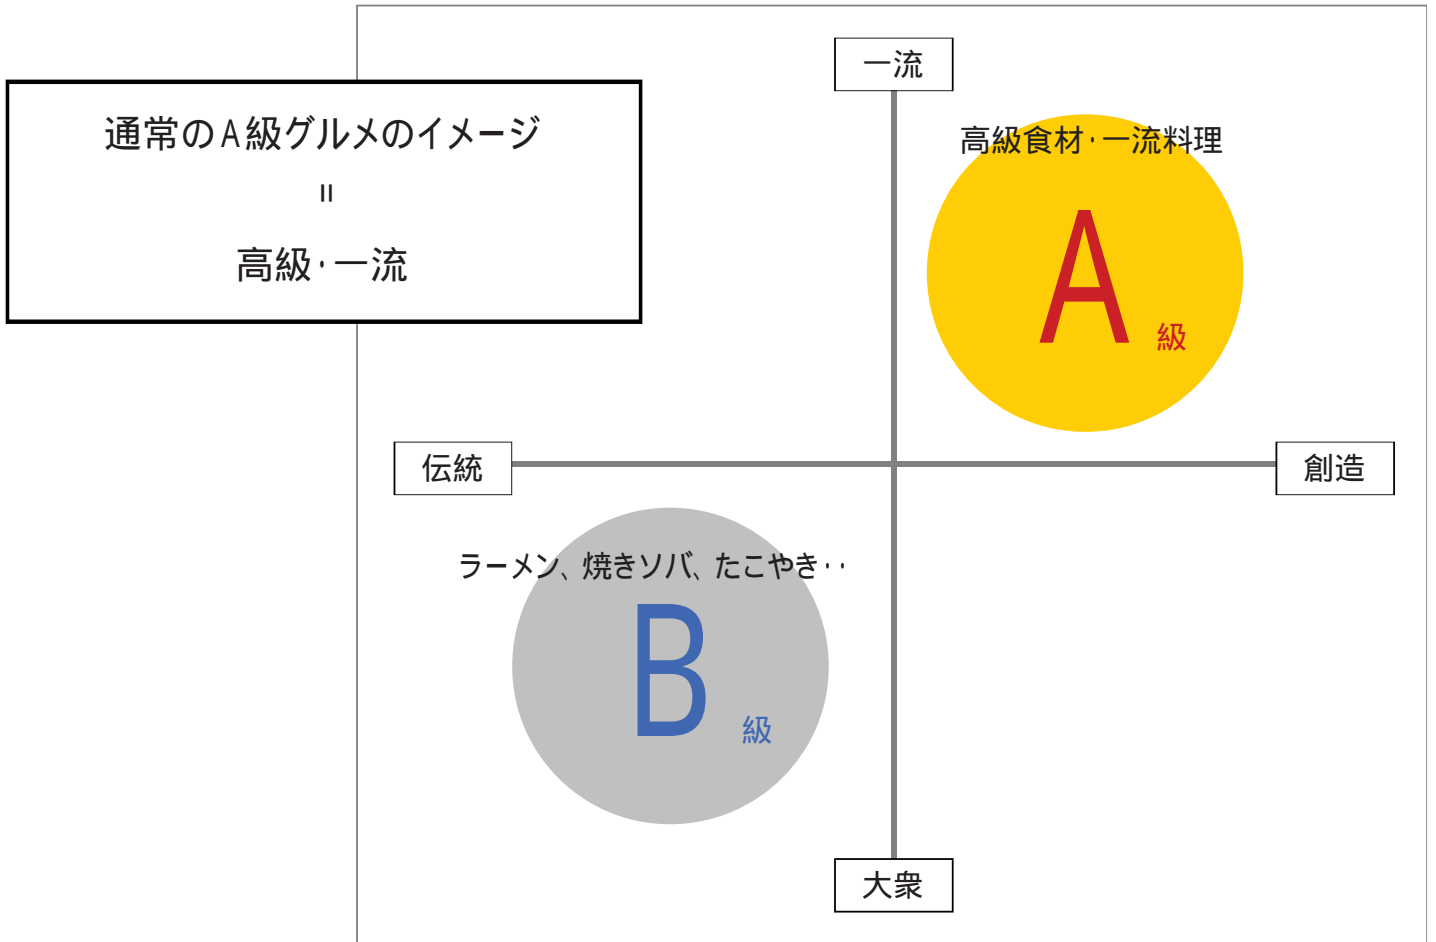 一流
通常のA級グルメのイメージ
=
高級・一流
高級食材・一流料理
A級
伝統
創造
ラーメン、焼きソバ、たこやき・・
B級
大衆